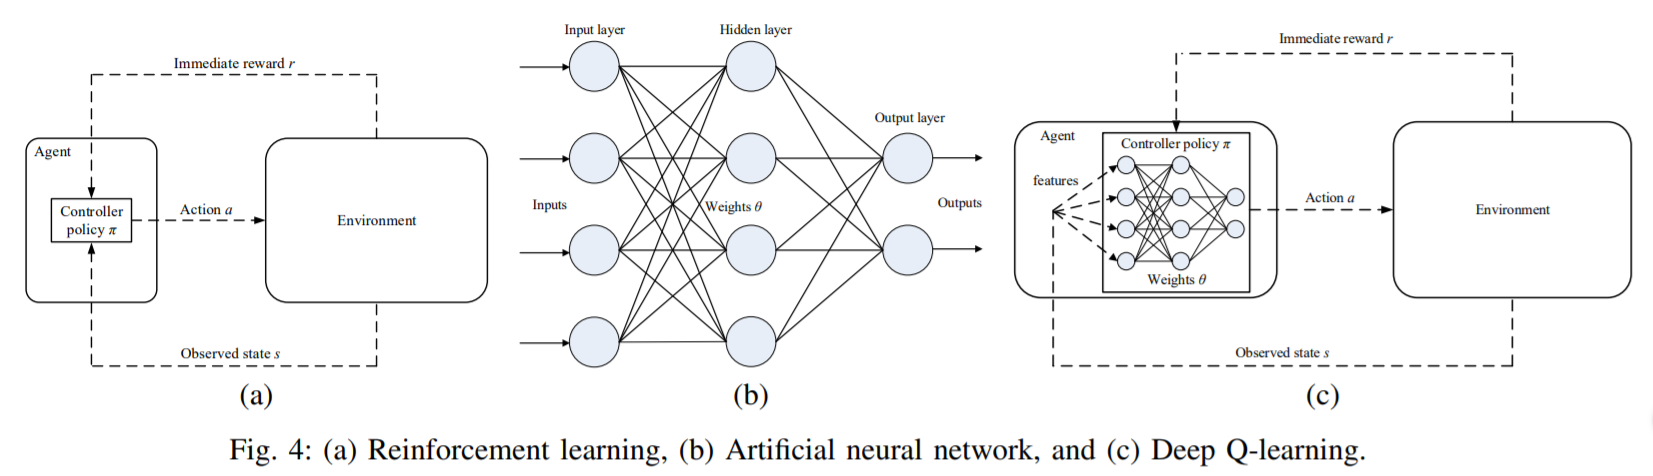 Immediate reward r
Agent
Controller
policy π
Action a
Environment
Observed state s
(a)
Input layer
Hidden layer
Output layer
Inputs
Weights θ
Outputs
(b)
Immediate reward r
Agent
Controller policy π
features
Action a
Environment
Weights θ
Observed state s
(c)
Fig. 4: (a) Reinforcement learning, (b) Artificial neural network, and (c) Deep Q-learning.